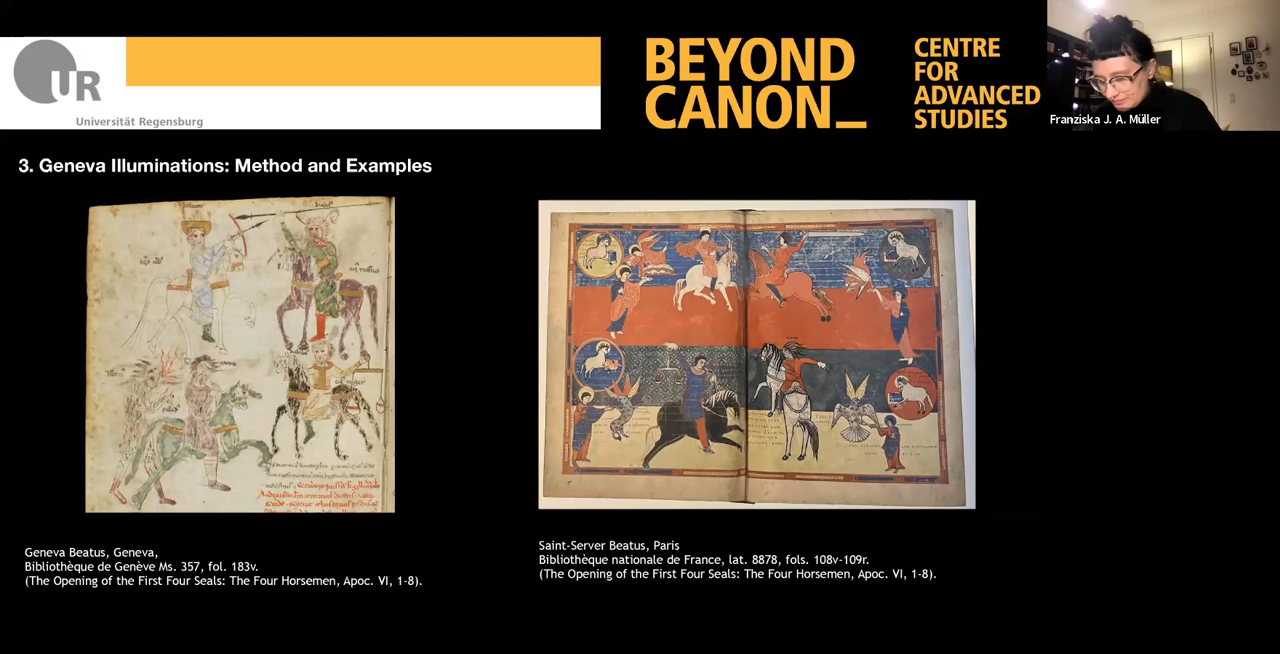 UR
Universität Regensburg
BEYOND
CANON_
CENTRE
FOR
ADVANCED
STUDIES
Franziska J. A. Müller
3. Geneva Illuminations: Method and Examples
Geneva Beatus, Geneva,
Bibliothèque de Genève Ms. 357, fol. 183v.
(The Opening of the First Four Seals: The Four Horsemen, Apoc. VI, 1-8).
Saint-Server Beatus, Paris
Bibliothèque nationale de France, lat. 8878, fols. 108v-109r.
(The Opening of the First Four Seals: The Four Horsemen, Apoc. VI, 1-8).